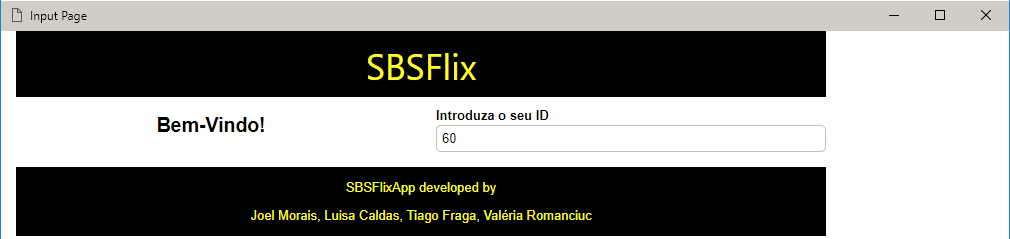 Input Page
SBSFlix
Bem-Vindo!
Introduza o seu ID
60
SBSFlixApp developed by
Joel Morais, Luisa Caldas, Tiago Fraga, Valéria Romanciuc